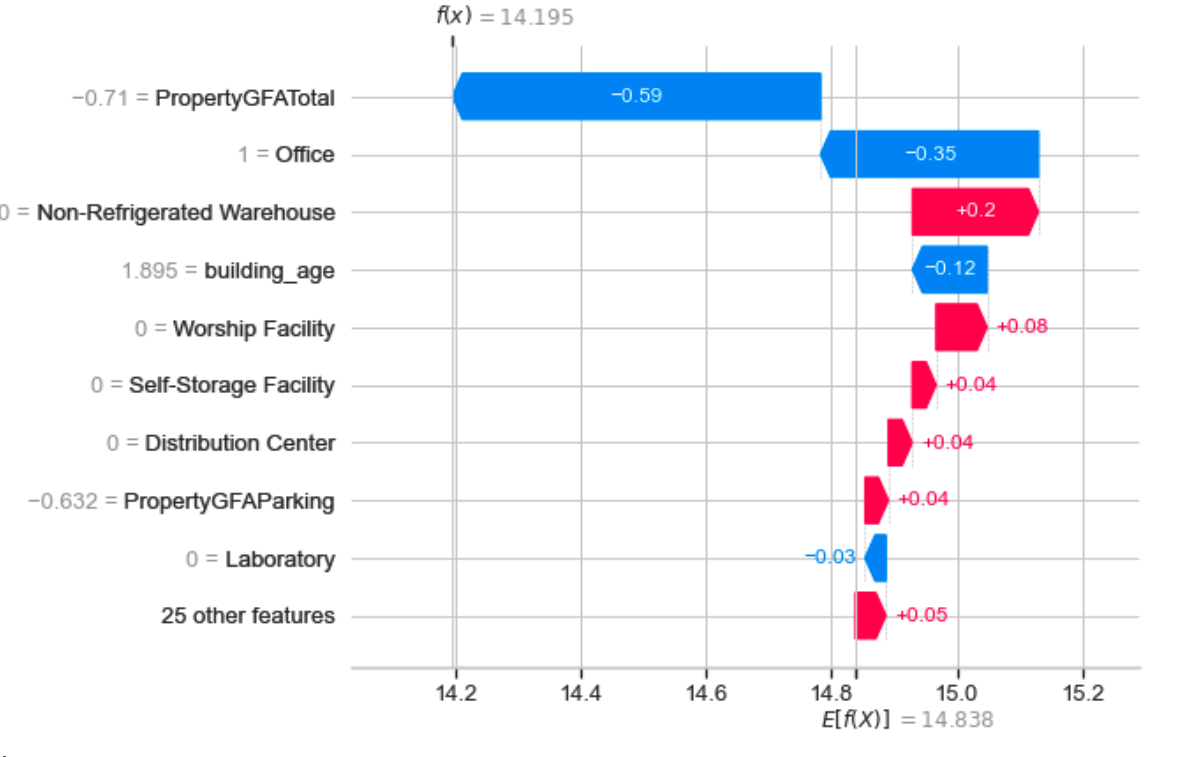 f(x) = 14.195
−0.71 = PropertyGFATotal −0.59
1 = Office −0.35
0 = Non-Refrigerated Warehouse +0.2
1.895 = building_age −0.12
0 = Worship Facility +0.08
0 = Self-Storage Facility +0.04
0 = Distribution Center +0.04
−0.632 = PropertyGFAParking +0.04
0 = Laboratory −0.03
25 other features +0.05
14.2 14.4 14.6 14.8 15.0 15.2
E[f(X)] = 14.838